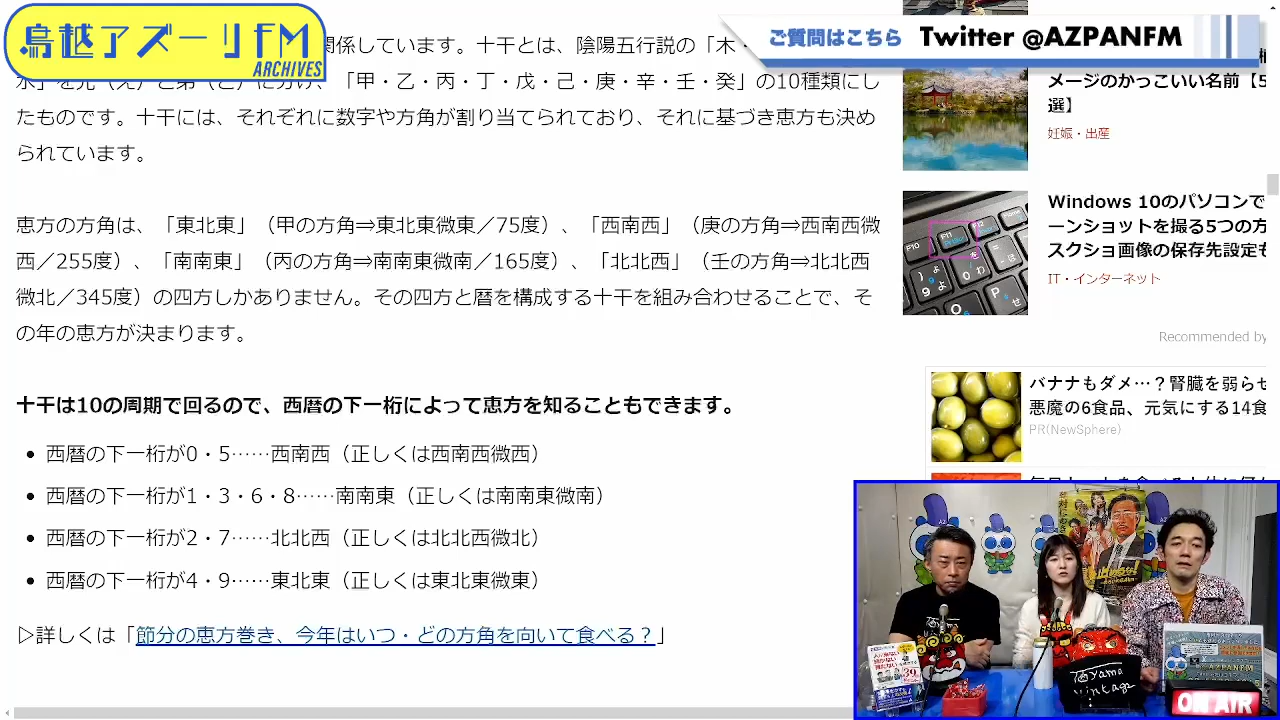 鳥越アズーリFM
ARCHIVES
ご質問はこちら Twitter @AZPANFM
関係しています。十干とは、陰陽五行説の「木・
水」を兄（え）と弟（と）に分け、「甲・乙・丙・丁・戊・己・庚・辛・壬・癸」の10種類にし
たものです。十干には、それぞれに数字や方角が割り当てられており、それに基づき恵方も決め
られています。
恵方の方角は、「東北東」（甲の方角⇒東北東微東／75度）、「西南西」（庚の方角⇒西南西微
西／255度）、「南南東」（丙の方角⇒南南東微南／165度）、「北北西」（壬の方角⇒北北西
微北／345度）の四方しかありません。その四方と暦を構成する十干を組み合わせることで、そ
の年の恵方が決まります。
十干は10の周期で回るので、西暦の下一桁によって恵方を知ることもできます。
西暦の下一桁が0・5……西南西（正しくは西南西微西）
西暦の下一桁が1・3・6・8……南南東（正しくは南南東微南）
西暦の下一桁が2・7……北北西（正しくは北北西微北）
西暦の下一桁が4・9……東北東（正しくは東北東微東）
▷詳しくは「節分の恵方巻き、今年はいつ・どの方角を向いて食べる？」
メージのかっこいい名前【5
選】
妊娠・出産
Windows 10のパソコンで
ーンショットを撮る5つの方
スクショ画像の保存先設定も
IT・インターネット
Recommended by
バナナもダメ…？腎臓を弱らせ
悪魔の6食品、元気にする14食
PR(NewSphere)
AZPANFM
ON AIR